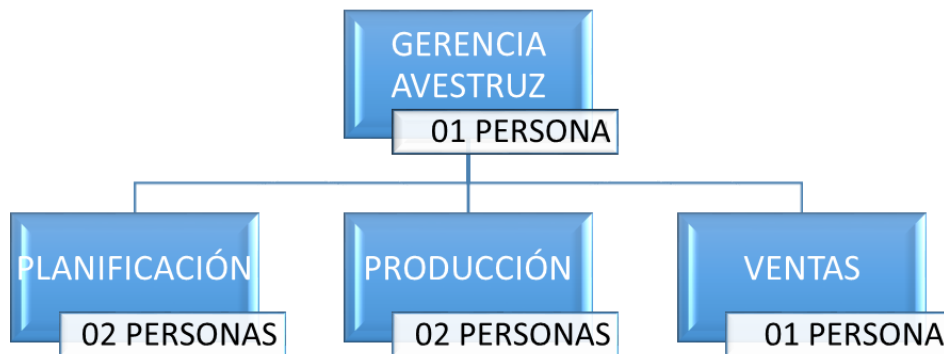 GERENCIA
AVESTRUZ
01 PERSONA
PLANIFICACIÓN
02 PERSONAS
PRODUCCIÓN
02 PERSONAS
VENTAS
01 PERSONA